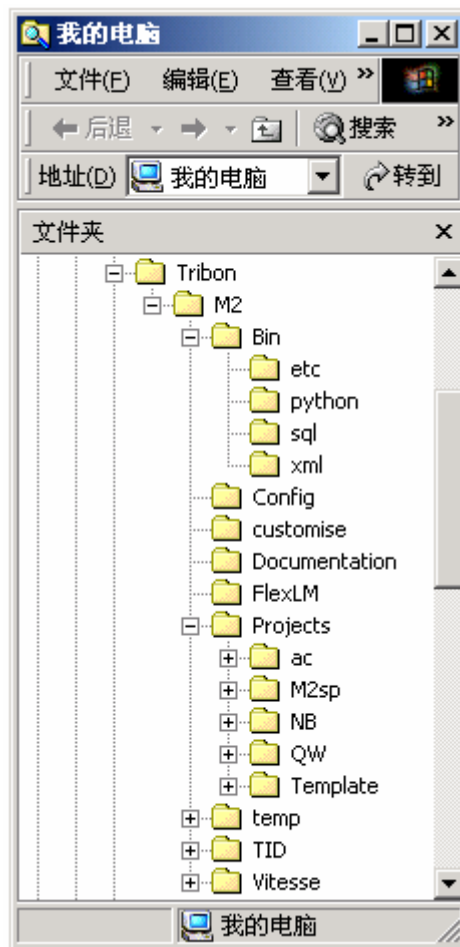 我的电脑
文件(F) 编辑(E) 查看(V) »
后退 搜索 »
地址(D) 我的电脑 转到
文件夹
Tribon
M2
Bin
etc
python
sql
xml
Config
customise
Documentation
FlexLM
Projects
ac
M2sp
NB
QW
Template
temp
TID
Vitesse
我的电脑